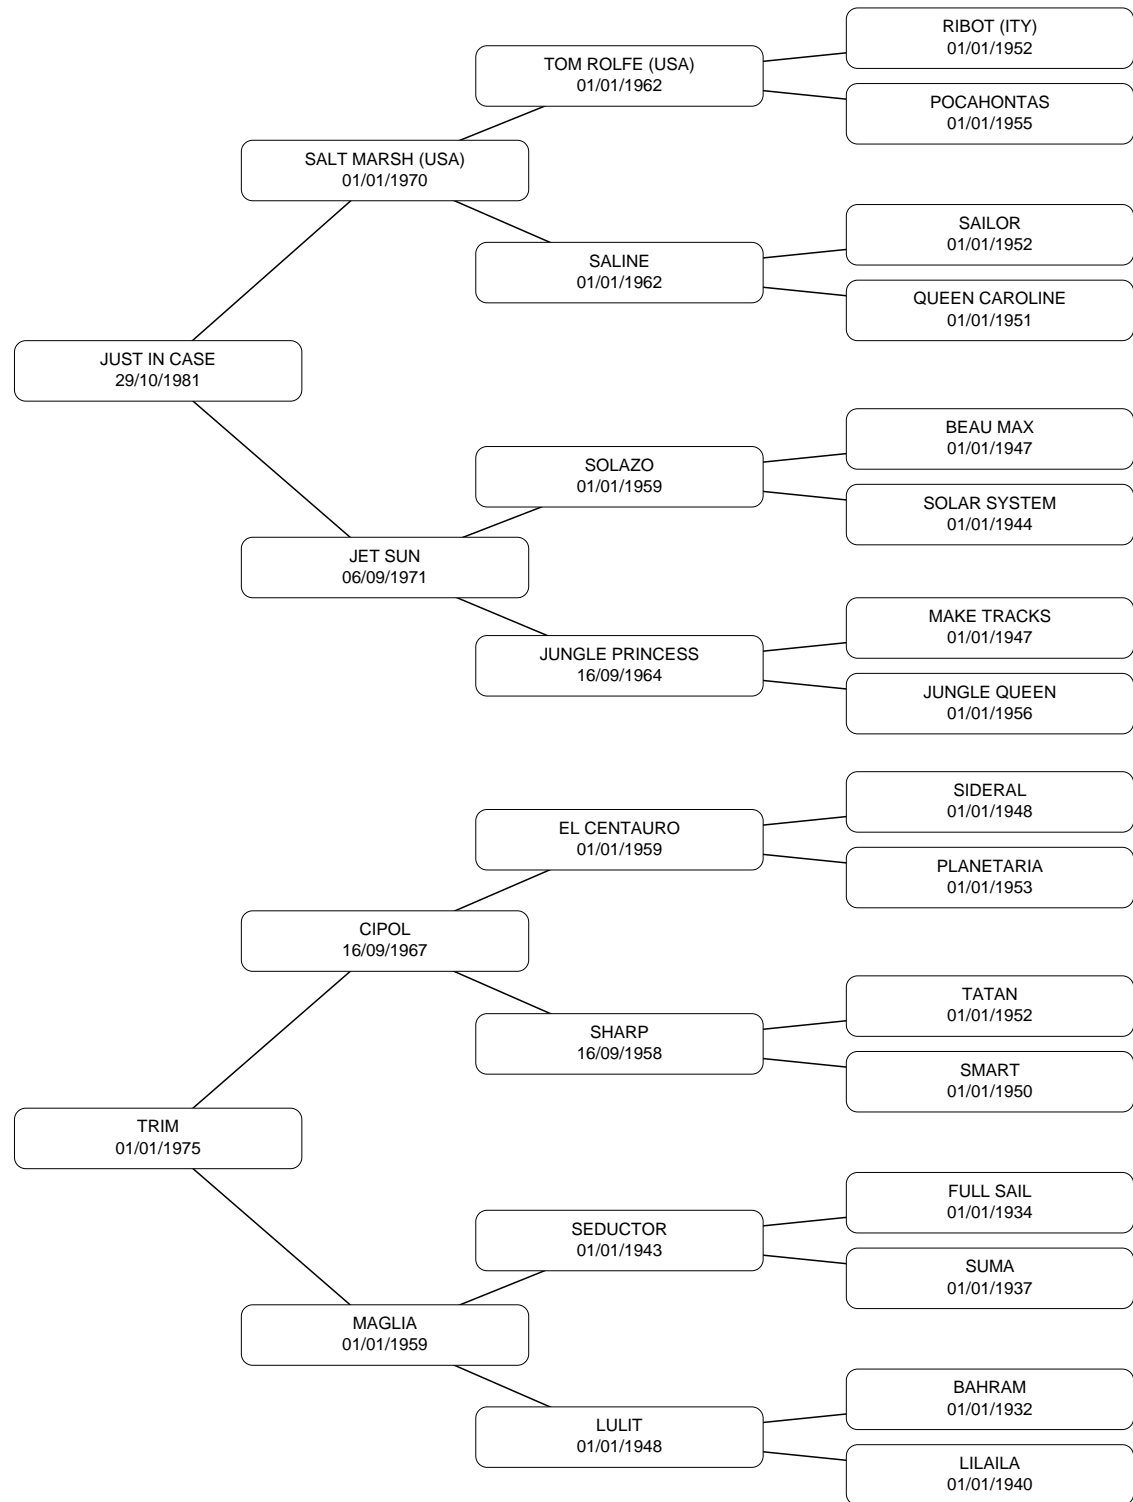 RIBOT (ITY)
01/01/1952
TOM ROLFE (USA)
01/01/1962
POCAHONTAS
01/01/1955
SALT MARSH (USA)
01/01/1970
SAILOR
01/01/1952
SALINE
01/01/1962
QUEEN CAROLINE
01/01/1951
JUST IN CASE
29/10/1981
BEAU MAX
01/01/1947
SOLAZO
01/01/1959
SOLAR SYSTEM
01/01/1944
JET SUN
06/09/1971
MAKE TRACKS
01/01/1947
JUNGLE PRINCESS
16/09/1964
JUNGLE QUEEN
01/01/1956
SIDERAL
01/01/1948
EL CENTAURO
01/01/1959
PLANETARIA
01/01/1953
CIPOL
16/09/1967
TATAN
01/01/1952
SHARP
16/09/1958
SMART
01/01/1950
TRIM
01/01/1975
FULL SAIL
01/01/1934
SEDUCTOR
01/01/1943
SUMA
01/01/1937
MAGLIA
01/01/1959
BAHRAM
01/01/1932
LULIT
01/01/1948
LILAILA
01/01/1940